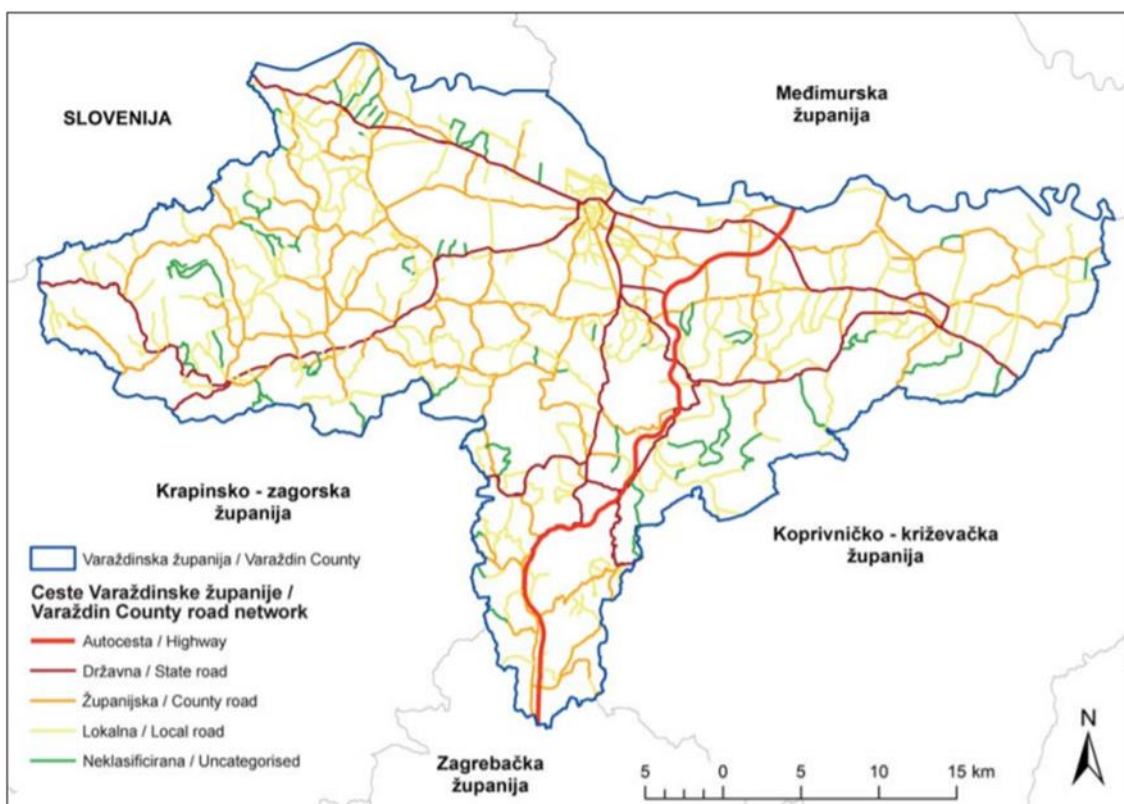 SLOVENIJA
Međimurska
županija
Krapinsko - zagorska
županija
Koprivničko - križevačka
županija
Zagrebačka
županija
Varaždinska županija / Varaždin County
Ceste Varaždinske županije /
Varaždin County road network
Autocesta / Highway
Državna / State road
Županijska / County road
Lokalna / Local road
Neklasificirana / Uncategorised
N
5 0 5 10 15 km